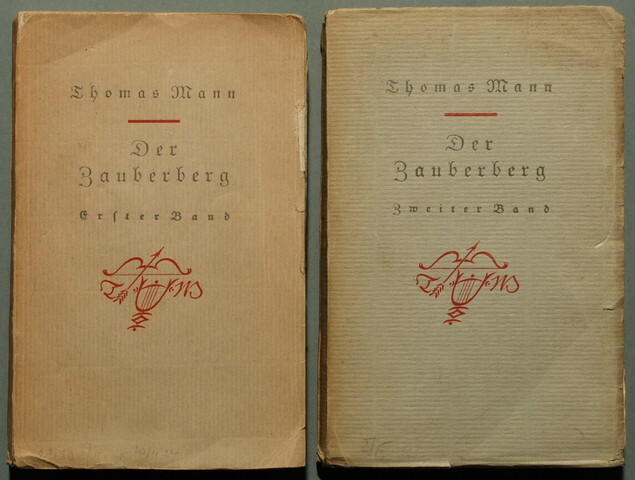 Thomas Mann
Der
Zauberberg
Erster Band
Thomas Mann
Der
Zauberberg
Zweiter Band